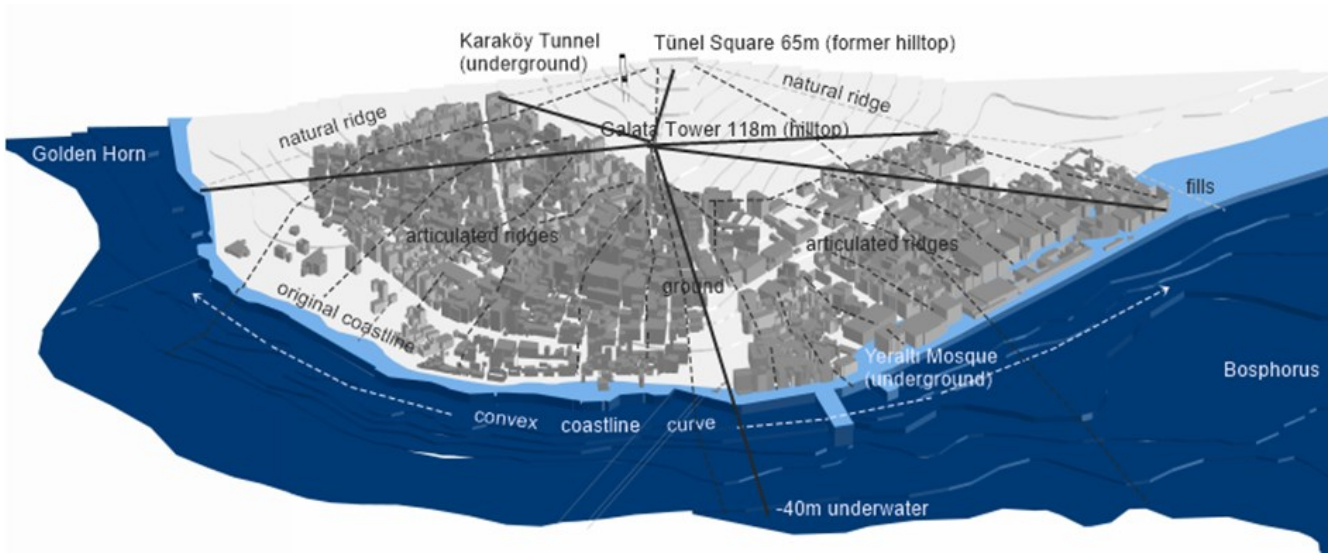 Karaköy Tunnel
(underground)
Tünel Square 65m (former hilltop)
natural ridge
natural ridge
Galata Tower 118m (hilltop)
Golden Horn
fills
articulated ridges
articulated ridges
ground
original coastline
Yeraltı Mosque
(underground)
Bosphorus
convex coastline curve
-40m underwater